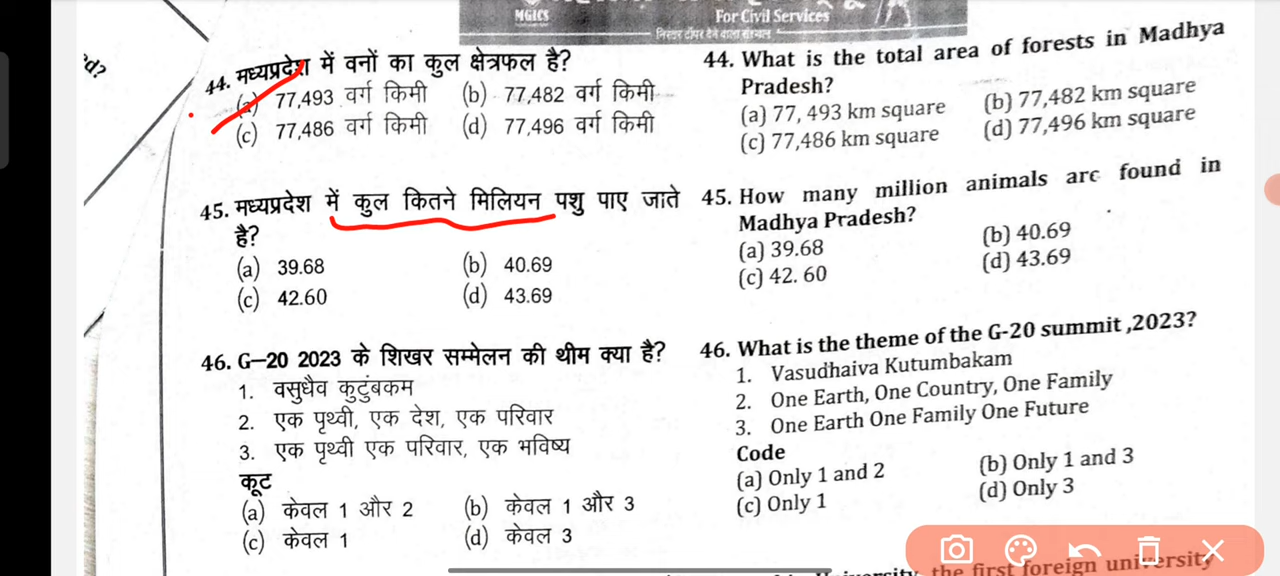 MGICS
For Civil Services
'd?
44. मध्यप्रदेश में वनों का कुल क्षेत्रफल है?
(a) 77,493 वर्ग किमी (b) 77,482 वर्ग किमी
(c) 77,486 वर्ग किमी (d) 77,496 वर्ग किमी
45. मध्यप्रदेश में कुल कितने मिलियन पशु पाए जाते
है?
(a) 39.68 (b) 40.69
(c) 42.60 (d) 43.69
46. G–20 2023 के शिखर सम्मेलन की थीम क्या है?
1. वसुधैव कुटुंबकम
2. एक पृथ्वी, एक देश, एक परिवार
3. एक पृथ्वी एक परिवार, एक भविष्य
कूट
(a) केवल 1 और 2 (b) केवल 1 और 3
(c) केवल 1 (d) केवल 3
44. What is the total area of forests in Madhya
Pradesh?
(a) 77, 493 km square (b) 77,482 km square
(c) 77,486 km square (d) 77,496 km square
45. How many million animals are found in
Madhya Pradesh?
(a) 39.68 (b) 40.69
(c) 42. 60 (d) 43.69
46. What is the theme of the G-20 summit ,2023?
1. Vasudhaiva Kutumbakam
2. One Earth, One Country, One Family
3. One Earth One Family One Future
Code
(a) Only 1 and 2 (b) Only 1 and 3
(c) Only 1 (d) Only 3
the first foreign university